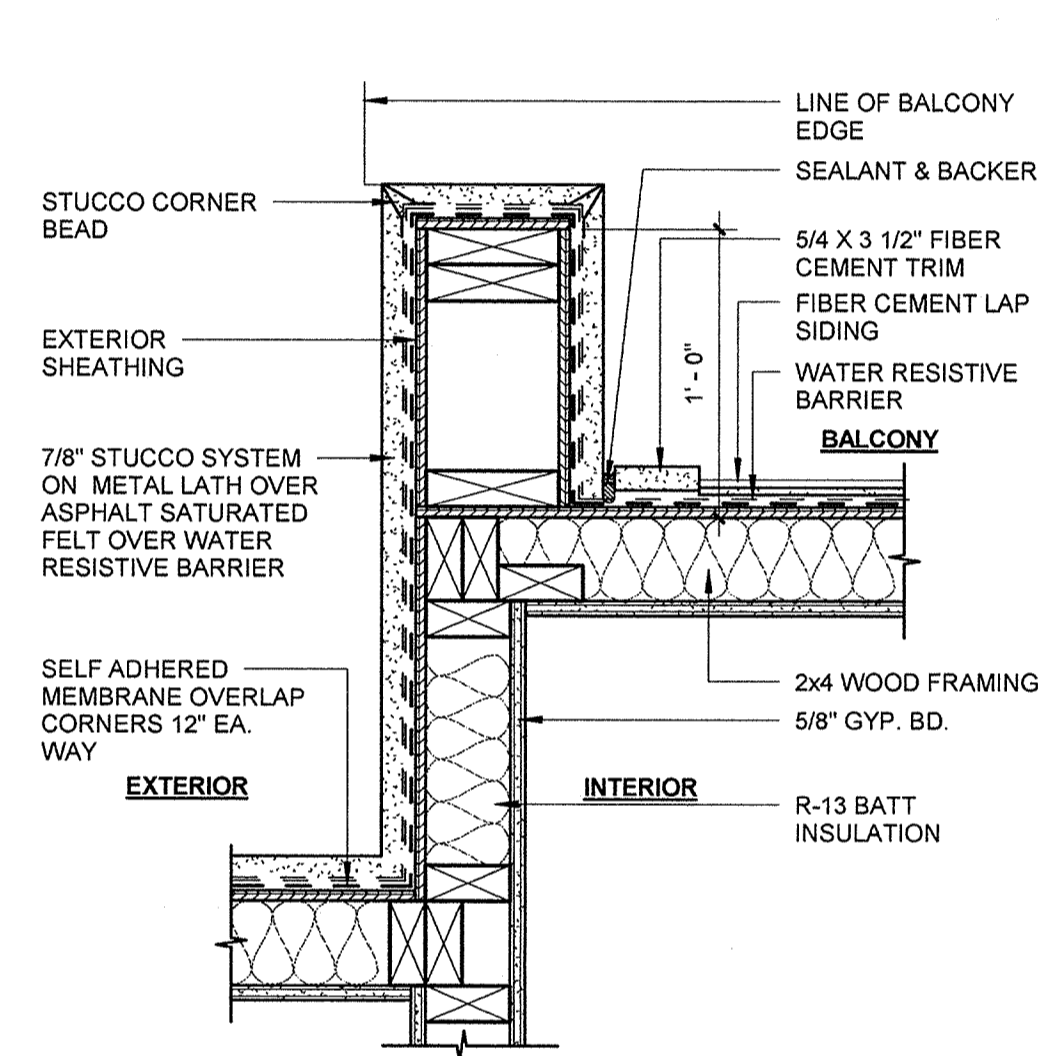 LINE OF BALCONY
EDGE
SEALANT & BACKER
STUCCO CORNER
BEAD
5/4 X 3 1/2" FIBER
CEMENT TRIM
FIBER CEMENT LAP
SIDING
EXTERIOR
SHEATHING
1' - 0"
WATER RESISTIVE
BARRIER
BALCONY
7/8" STUCCO SYSTEM
ON METAL LATH OVER
ASPHALT SATURATED
FELT OVER WATER
RESISTIVE BARRIER
SELF ADHERED
MEMBRANE OVERLAP
CORNERS 12" EA.
WAY
2x4 WOOD FRAMING
5/8" GYP. BD.
EXTERIOR
INTERIOR
R-13 BATT
INSULATION